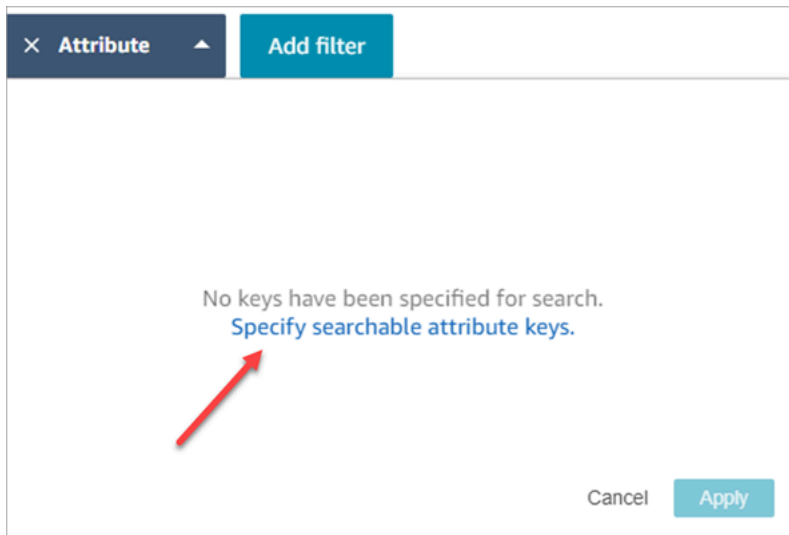 × Attribute
Add filter
No keys have been specified for search.
Specify searchable attribute keys.
Cancel
Apply